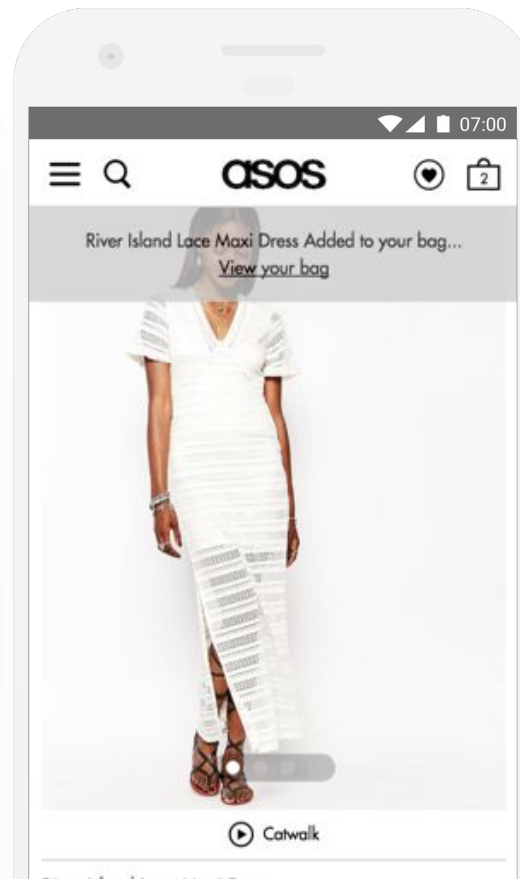 07:00
asos
2
River Island Lace Maxi Dress Added to your bag...
View your bag
Catwalk